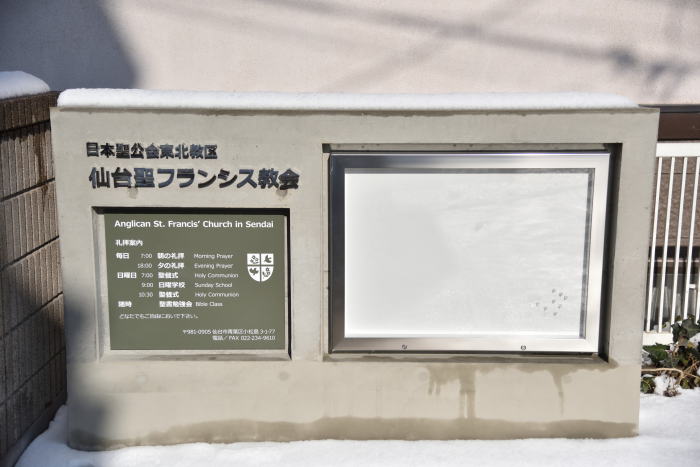 日本聖公会東北教区
仙台聖フランシス教会
Anglican St. Francis' Church in Sendai
礼拝案内
毎日 7:00 朝の礼拝 Morning Prayer
18:00 夕の礼拝 Evening Prayer
日曜日 7:00 聖餐式 Holy Communion
9:00 日曜学校 Sunday School
10:30 聖餐式 Holy Communion
随時 聖書勉強会 Bible Class
どなたでもご自由においで下さい。
〒981-0905 仙台市青葉区小松島 3-1-77
電話／FAX 022-234-9610